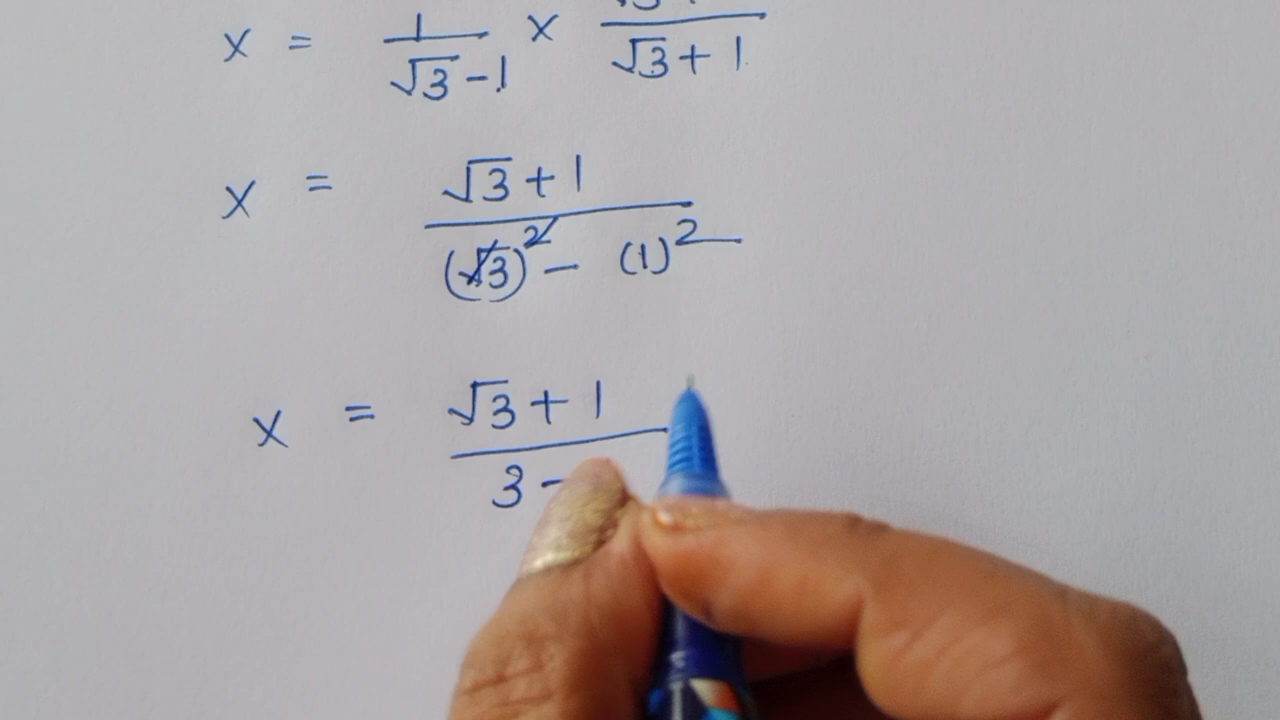 x = 1/(√3-1) × /(√3+1)
x = (√3+1)/((√3)² - (1)²)
x = (√3+1)/(3-